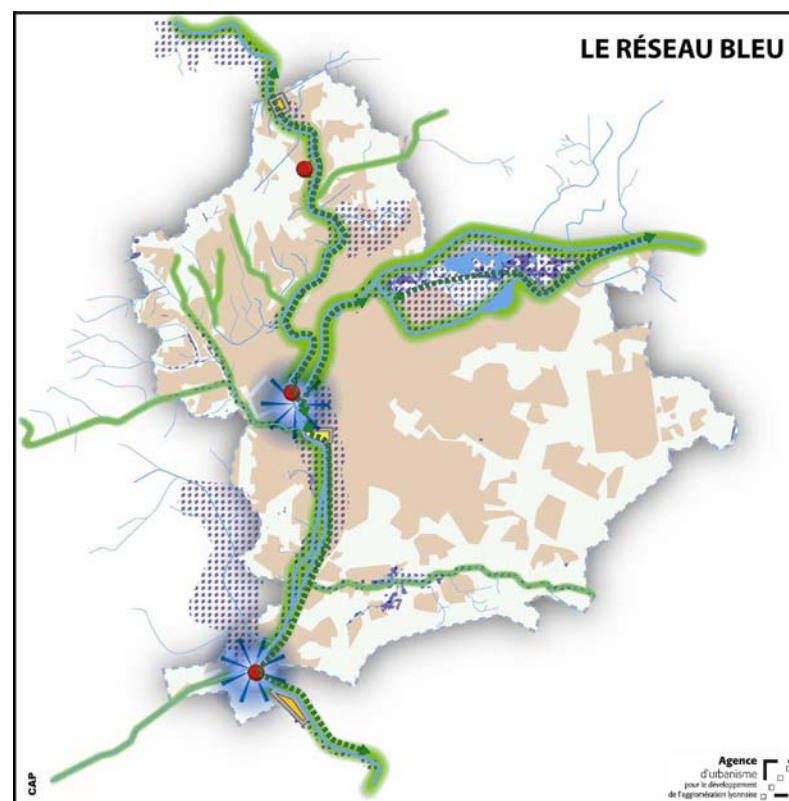 LE RÉSEAU BLEU
CAP
Agence
d'urbanisme
pour le développement
de l'agglomération lyonnaise